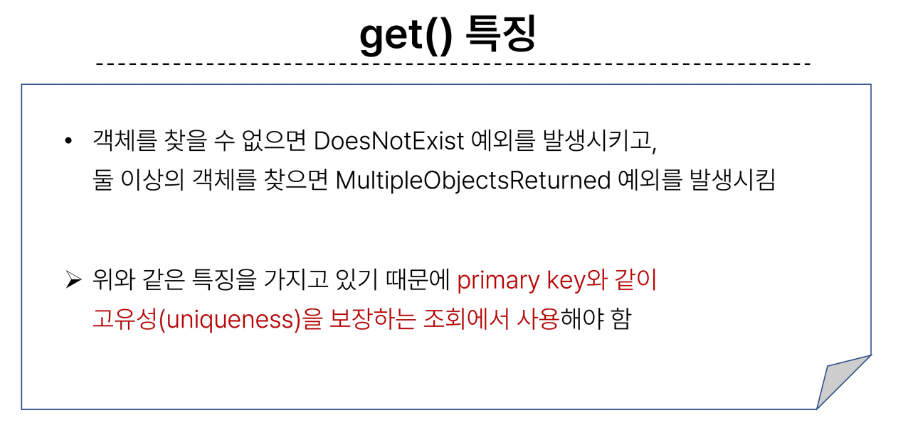 get() 특징
• 객체를 찾을 수 없으면 DoesNotExist 예외를 발생시키고,
둘 이상의 객체를 찾으면 MultipleObjectsReturned 예외를 발생시킴
➢ 위와 같은 특징을 가지고 있기 때문에 primary key와 같이
고유성(uniqueness)을 보장하는 조회에서 사용해야 함